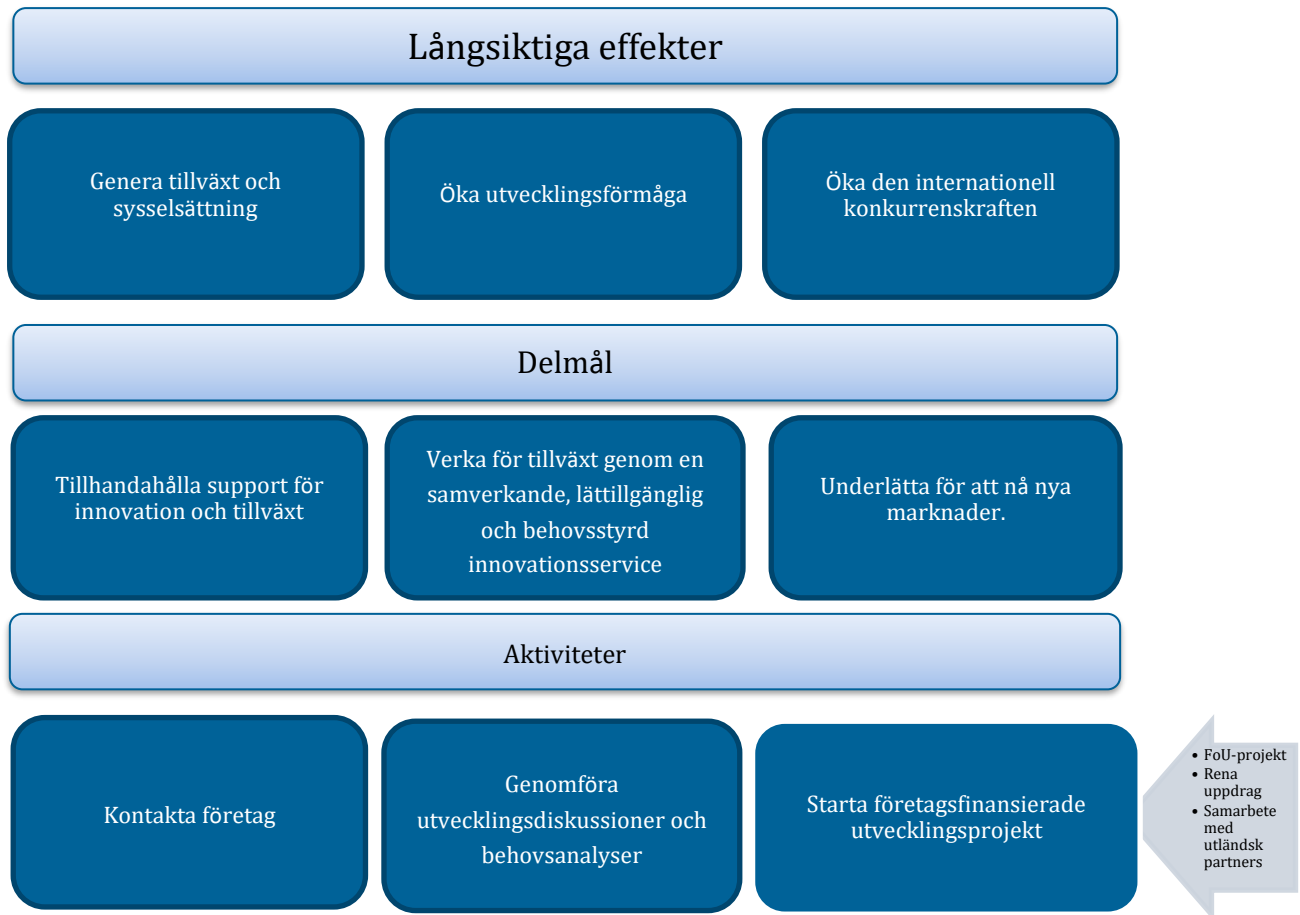 Långsiktiga effekter
Genera tillväxt och
sysselsättning
Öka utvecklingsförmåga
Öka den internationell
konkurrenskraften
Delmål
Tillhandahålla support för
innovation och tillväxt
Verka för tillväxt genom en
samverkande, lättillgänglig
och behovsstyrd
innovationsservice
Underlätta för att nå nya
marknader.
Aktiviteter
Kontakta företag
Genomföra
utvecklingsdiskussioner och
behovsanalyser
Starta företagsfinansierade
utvecklingsprojekt
• FoU-projekt
• Rena
uppdrag
• Samarbete
med
utländsk
partners